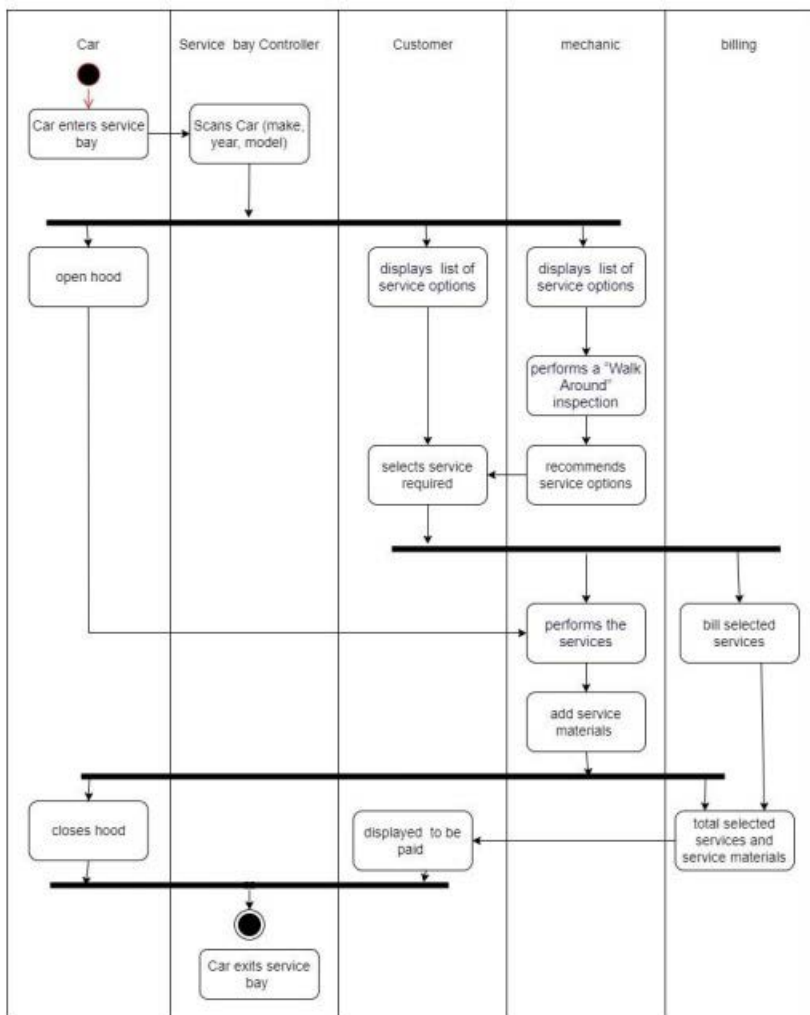 Car
Service bay Controller
Customer
mechanic
billing
Car enters service
bay
Scans Car (make,
year, model)
open hood
displays list of
service options
displays list of
service options
performs a "Walk
Around"
inspection
selects service
required
recommends
service options
performs the
services
bill selected
services
add service
materials
closes hood
displayed to be
paid
total selected
services and
service materials
Car exits service
bay